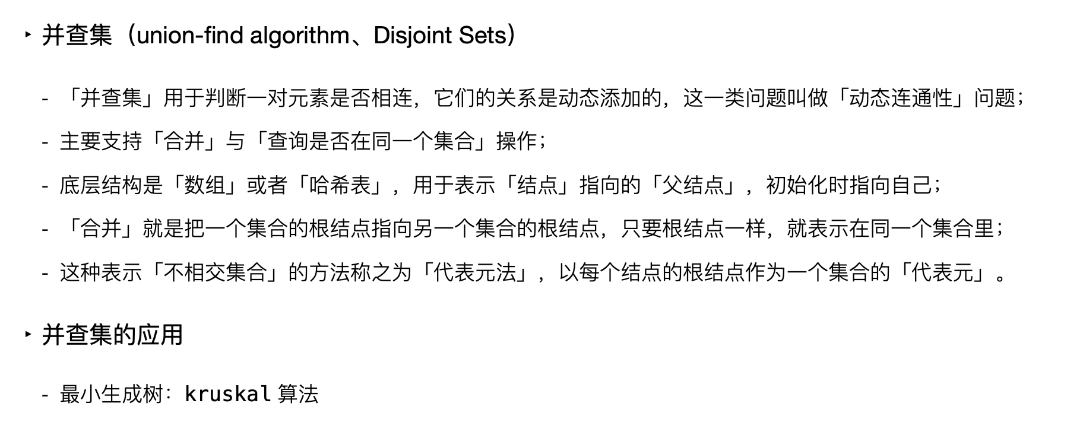 ‣ 并查集（union-find algorithm、Disjoint Sets）
- 「并查集」用于判断一对元素是否相连，它们的关系是动态添加的，这一类问题叫做「动态连通性」问题；
- 主要支持「合并」与「查询是否在同一个集合」操作；
- 底层结构是「数组」或者「哈希表」，用于表示「结点」指向的「父结点」，初始化时指向自己；
- 「合并」就是把一个集合的根结点指向另一个集合的根结点，只要根结点一样，就表示在同一个集合里；
- 这种表示「不相交集合」的方法称之为「代表元法」，以每个结点的根结点作为一个集合的「代表元」。
‣ 并查集的应用
- 最小生成树：kruskal 算法